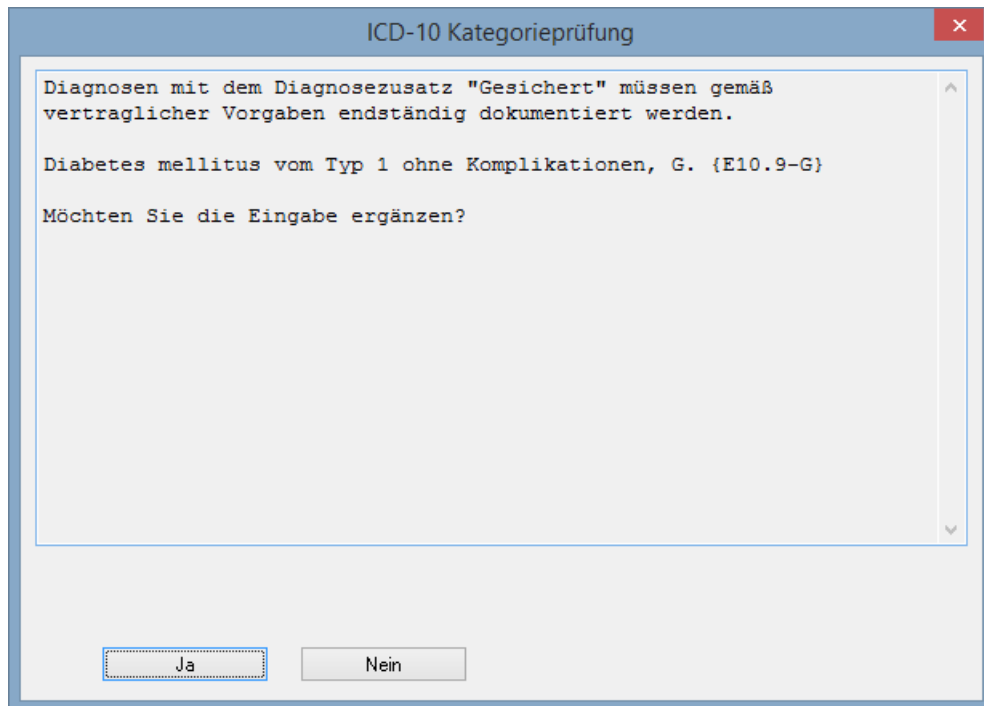 ICD-10 Kategorieprüfung
Diagnosen mit dem Diagnosezusatz "Gesichert" müssen gemäß
vertraglicher Vorgaben endständig dokumentiert werden.
Diabetes mellitus vom Typ 1 ohne Komplikationen, G. {E10.9-G}
Möchten Sie die Eingabe ergänzen?
Ja
Nein